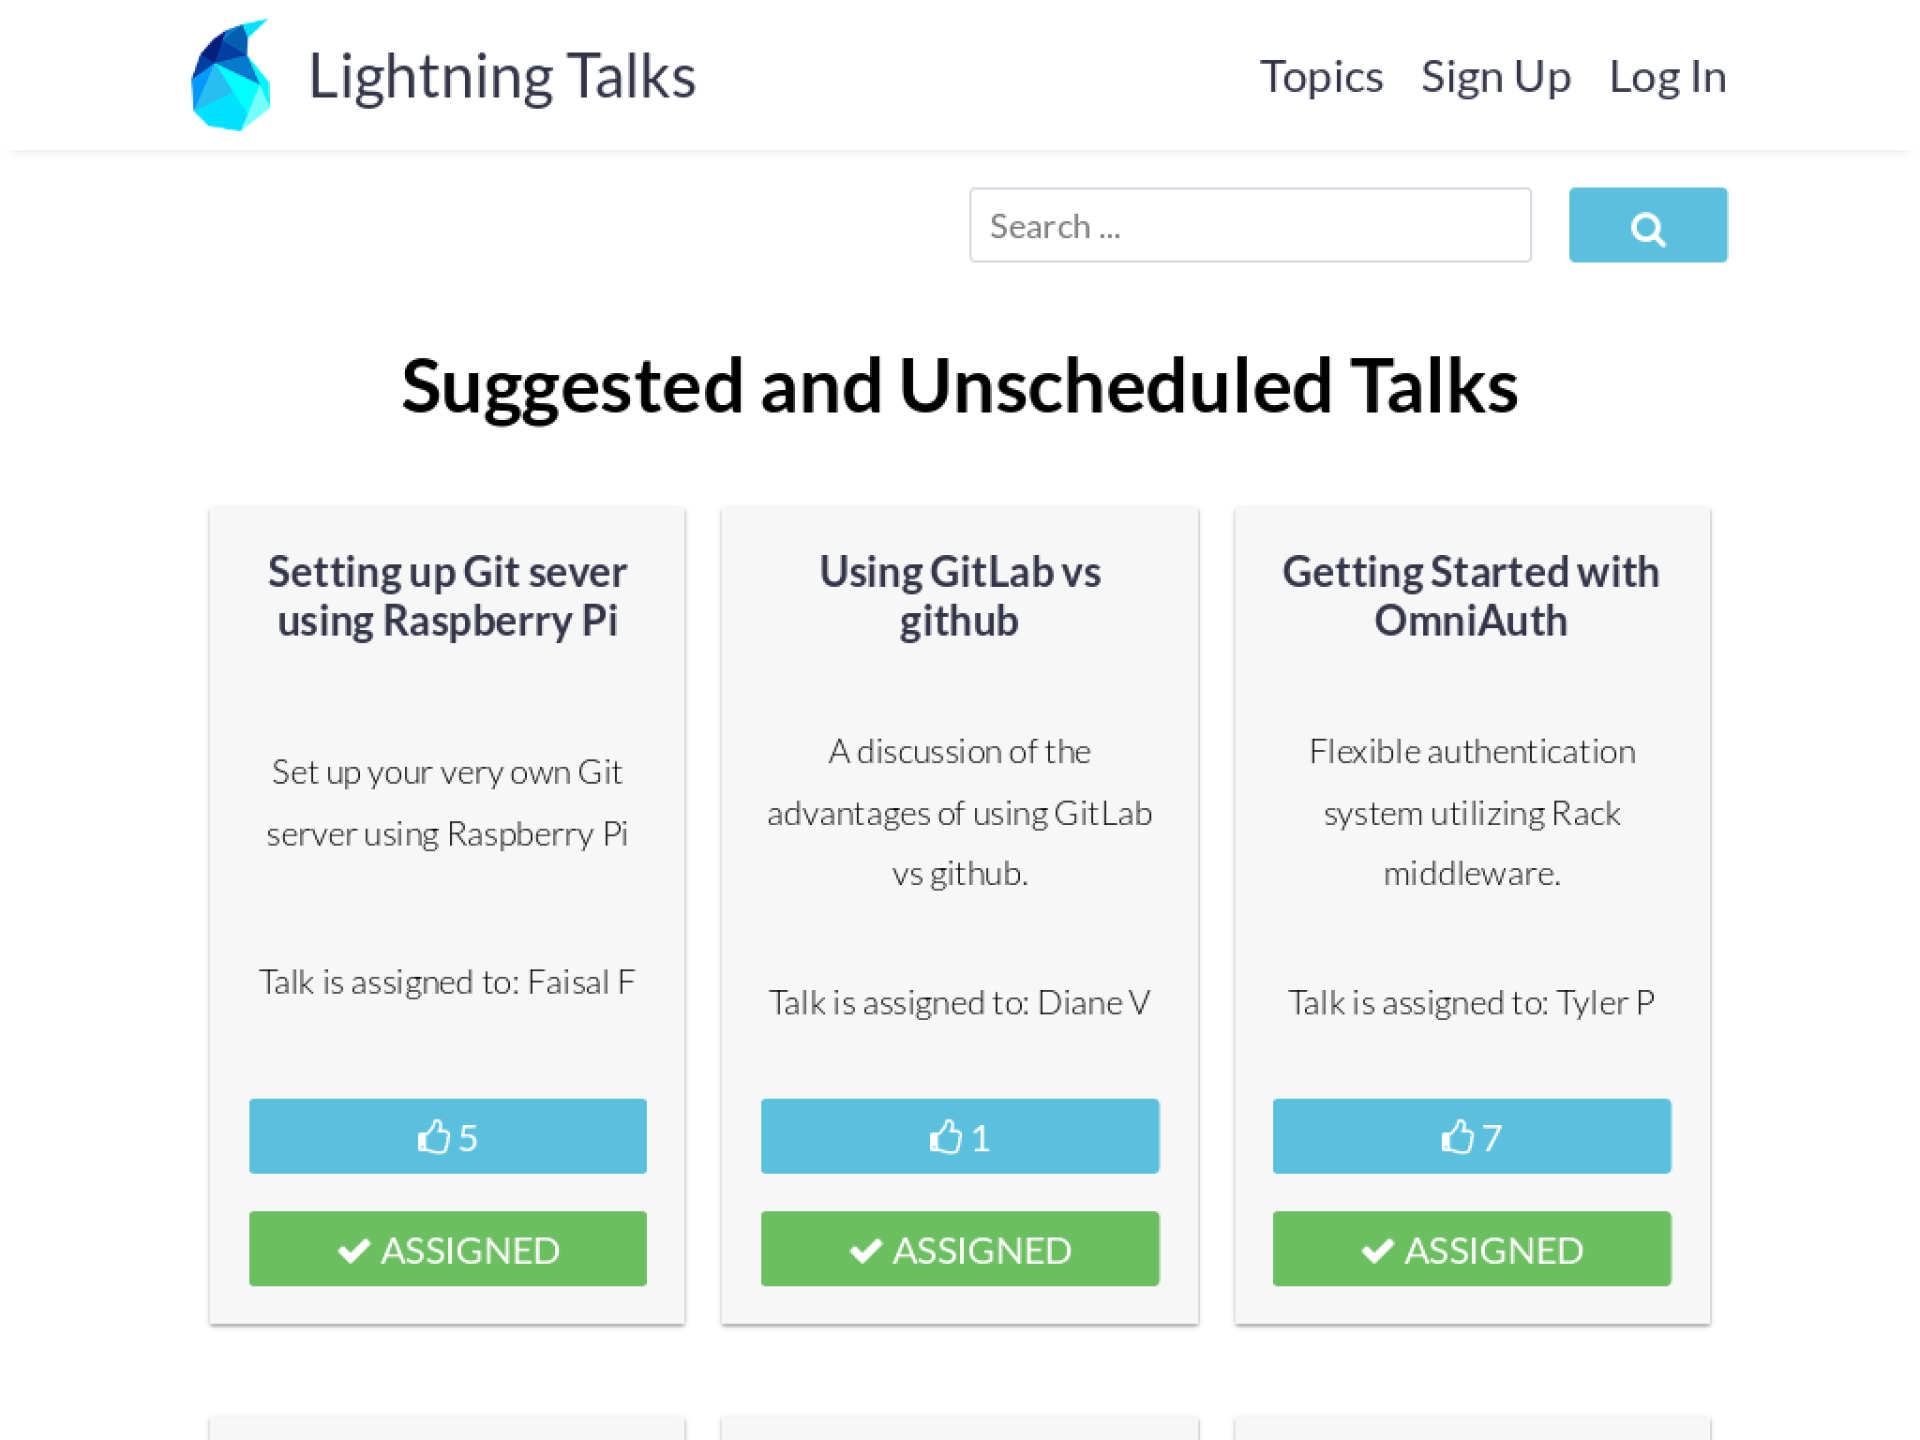 Lightning Talks
Topics Sign Up Log In
Search ...
Suggested and Unscheduled Talks
Setting up Git sever
using Raspberry Pi
Set up your very own Git
server using Raspberry Pi
Talk is assigned to: Faisal F
5
ASSIGNED
Using GitLab vs
github
A discussion of the
advantages of using GitLab
vs github.
Talk is assigned to: Diane V
1
ASSIGNED
Getting Started with
OmniAuth
Flexible authentication
system utilizing Rack
middleware.
Talk is assigned to: Tyler P
7
ASSIGNED